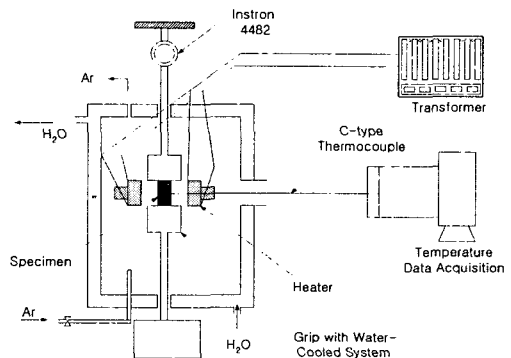 Instron
4482
Ar
Transformer
H₂O
C-type
Thermocouple
Specimen
Temperature
Data Acquisition
Heater
Ar
H₂O
Grip with Water-
Cooled System